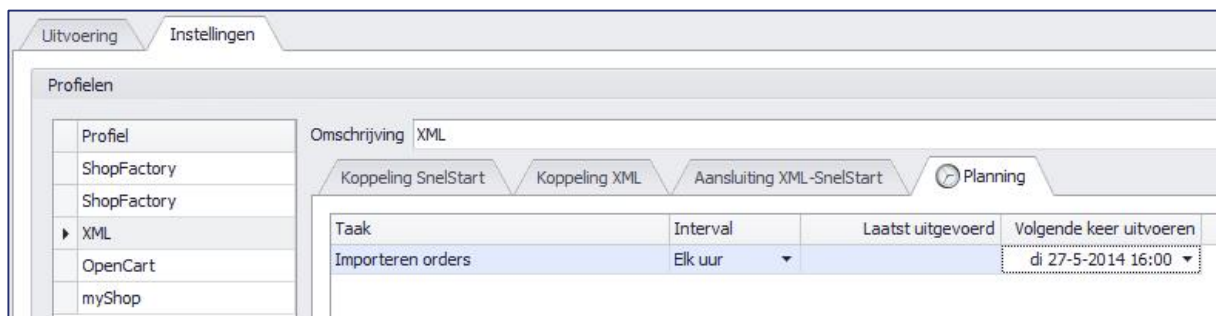 Uitvoering Instellingen
Profielen
Profiel
ShopFactory
ShopFactory
XML
OpenCart
myShop
Omschrijving XML
Koppeling SnelStart Koppeling XML Aansluiting XML-SnelStart Planning
Taak Interval Laatst uitgevoerd Volgende keer uitvoeren
Importeren orders Elk uur di 27-5-2014 16:00